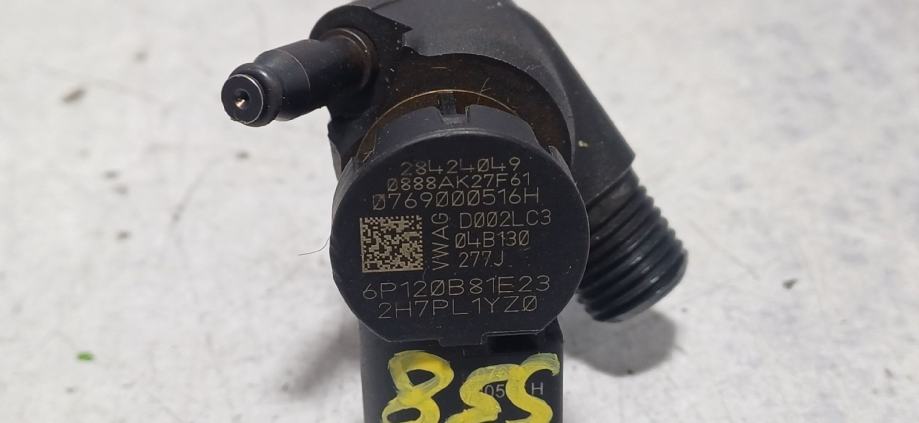 28424049
0888AK27F61
0769000516H
VWAG
D002LC3
04B130
277J
6P120B81E23
2H7PL1YZ0
855
H